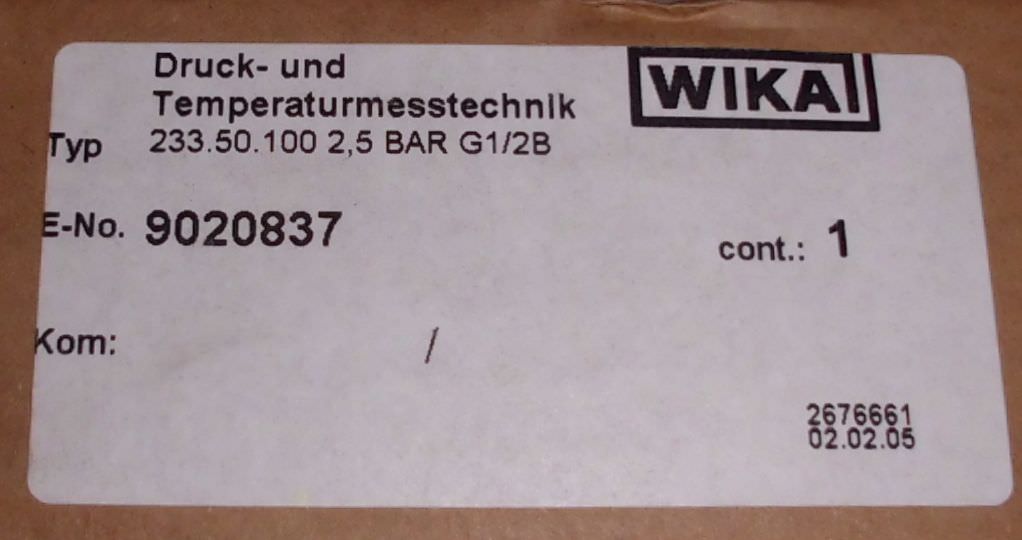 Druck- und
Temperaturmesstechnik
WIKA
Typ 233.50.100 2,5 BAR G1/2B
E-No. 9020837
cont.: 1
Kom: /
2676661
02.02.05